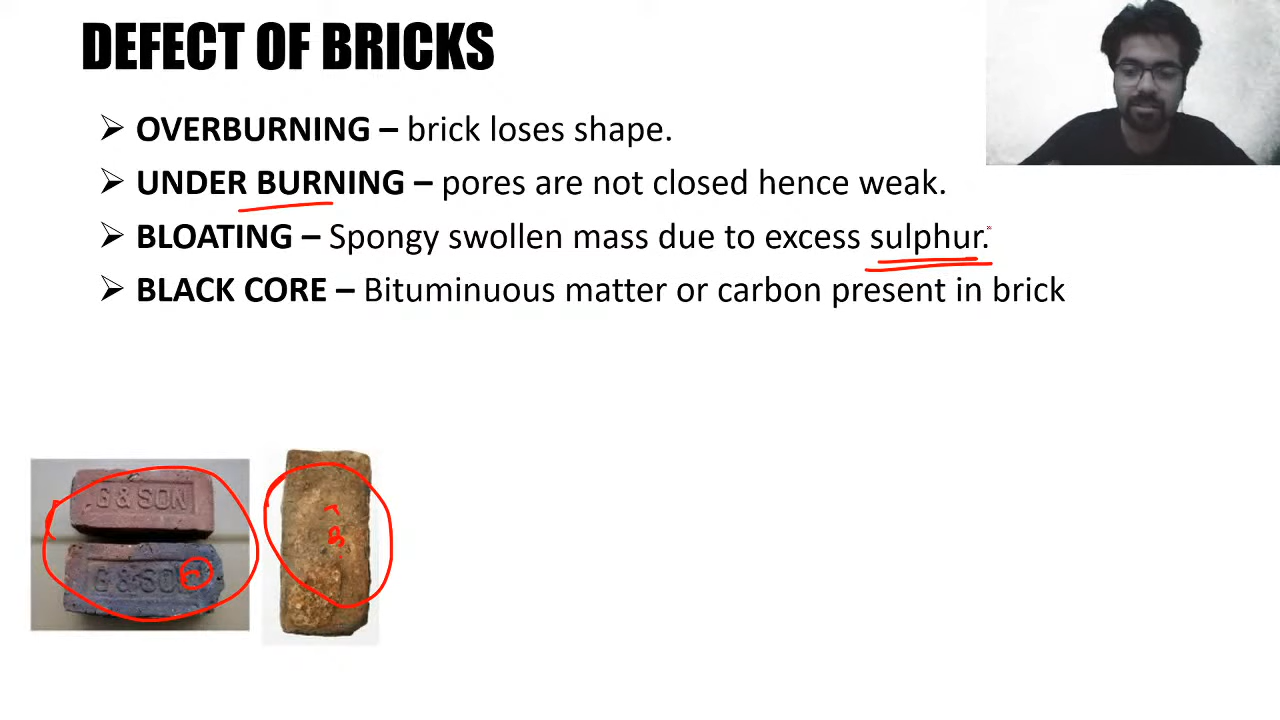 DEFECT OF BRICKS
➢ OVERBURNING – brick loses shape.
➢ UNDER BURNING – pores are not closed hence weak.
➢ BLOATING – Spongy swollen mass due to excess sulphur.
➢ BLACK CORE – Bituminuous matter or carbon present in brick
G & SON
G & SON